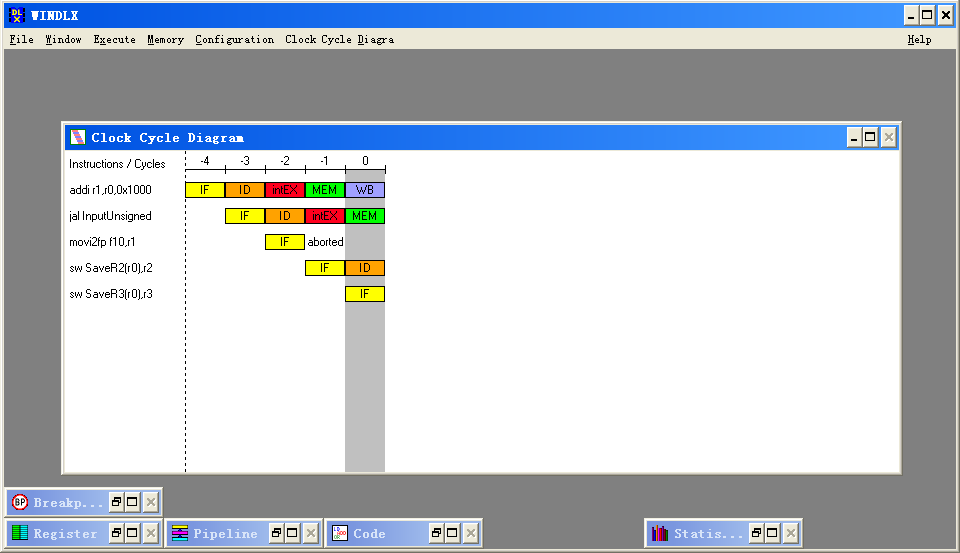 WINDLX
File Window Execute Memory Configuration Clock Cycle Diagra Help
Clock Cycle Diagram
Instructions / Cycles -4 -3 -2 -1 0
addi r1,r0,0x1000 IF ID intEX MEM WB
jal InputUnsigned IF ID intEX MEM
movi2fp f10,r1 IF aborted
sw SaveR2(r0),r2 IF ID
sw SaveR3(r0),r3 IF
BP Breakp...
Register Pipeline Code Statis...